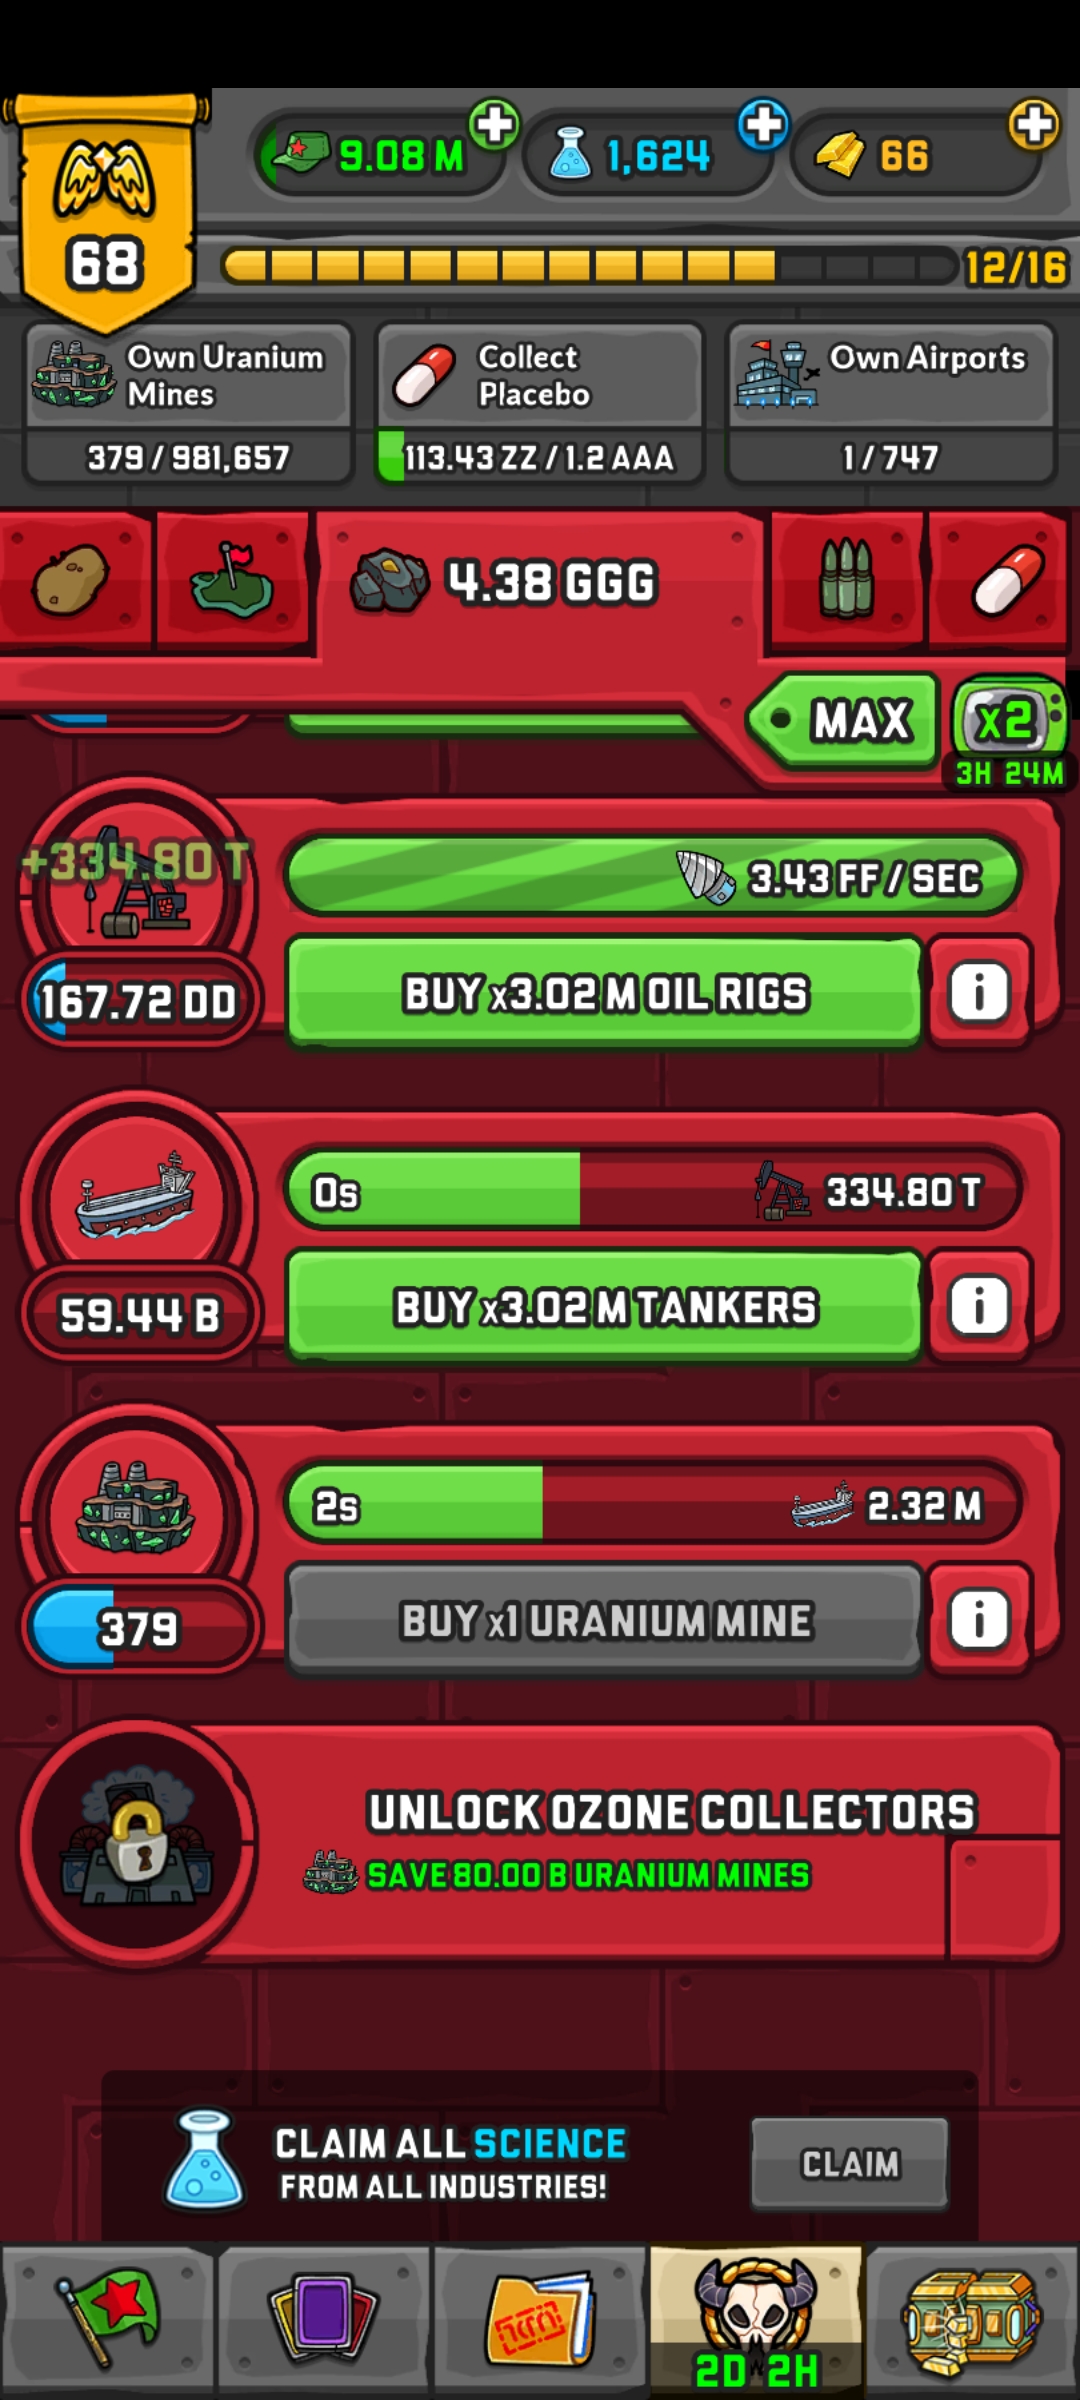 9.08 M
1,624
66
68
12/16
Own Uranium
Mines
379 / 981,657
Collect
Placebo
113.43 ZZ / 1.2 AAA
Own Airports
1 / 747
4.38 GGG
MAX
x2
3H 24M
+334.80 T
3.43 FF / SEC
167.72 DD
BUY x3.02 M OIL RIGS
i
0s
334.80 T
59.44 B
BUY x3.02 M TANKERS
i
2s
2.32 M
379
BUY x1 URANIUM MINE
i
UNLOCK OZONE COLLECTORS
SAVE 80.00 B URANIUM MINES
CLAIM ALL SCIENCE
FROM ALL INDUSTRIES!
CLAIM
2D 2H